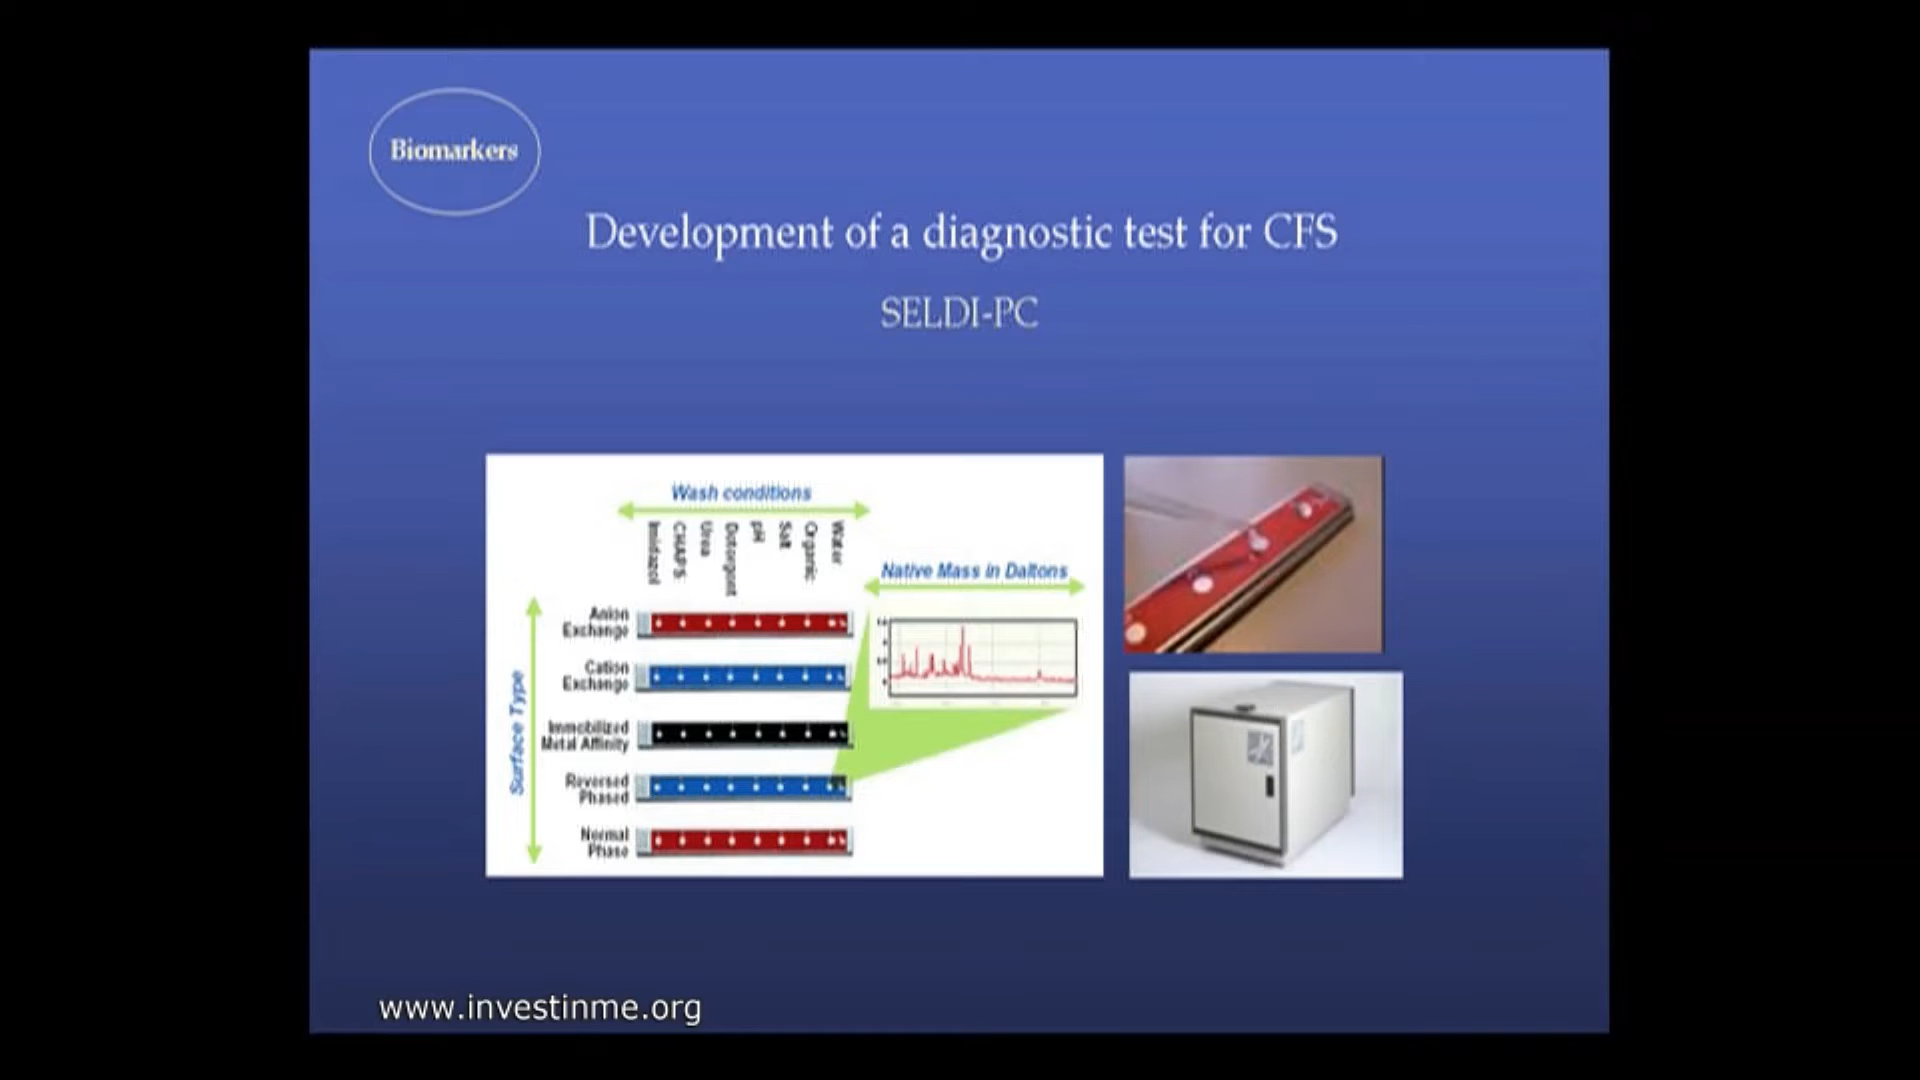 Biomarkers
Development of a diagnostic test for CFS
SELDI-PC
Wash conditions
Imidazol
CHAPS
Urea
Detergent
pH
Salt
Organic
Water
Native Mass in Daltons
Surface Type
Anion
Exchange
Cation
Exchange
Immobilized
Metal Affinity
Reversed
Phased
Normal
Phase
www.investinme.org